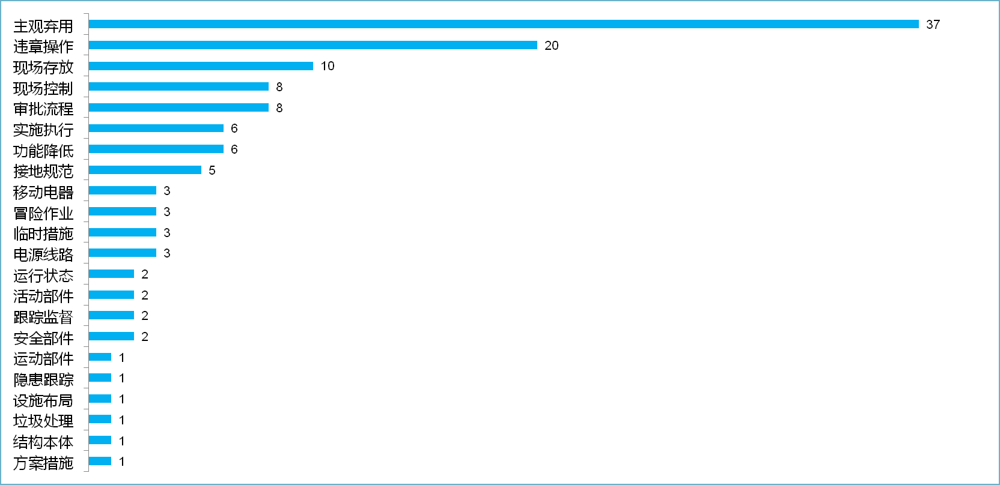 主观弃用 37
违章操作 20
现场存放 10
现场控制 8
审批流程 8
实施执行 6
功能降低 6
接地规范 5
移动电器 3
冒险作业 3
临时措施 3
电源线路 3
运行状态 2
活动部件 2
跟踪监督 2
安全部件 2
运动部件 1
隐患跟踪 1
设施布局 1
垃圾处理 1
结构本体 1
方案措施 1